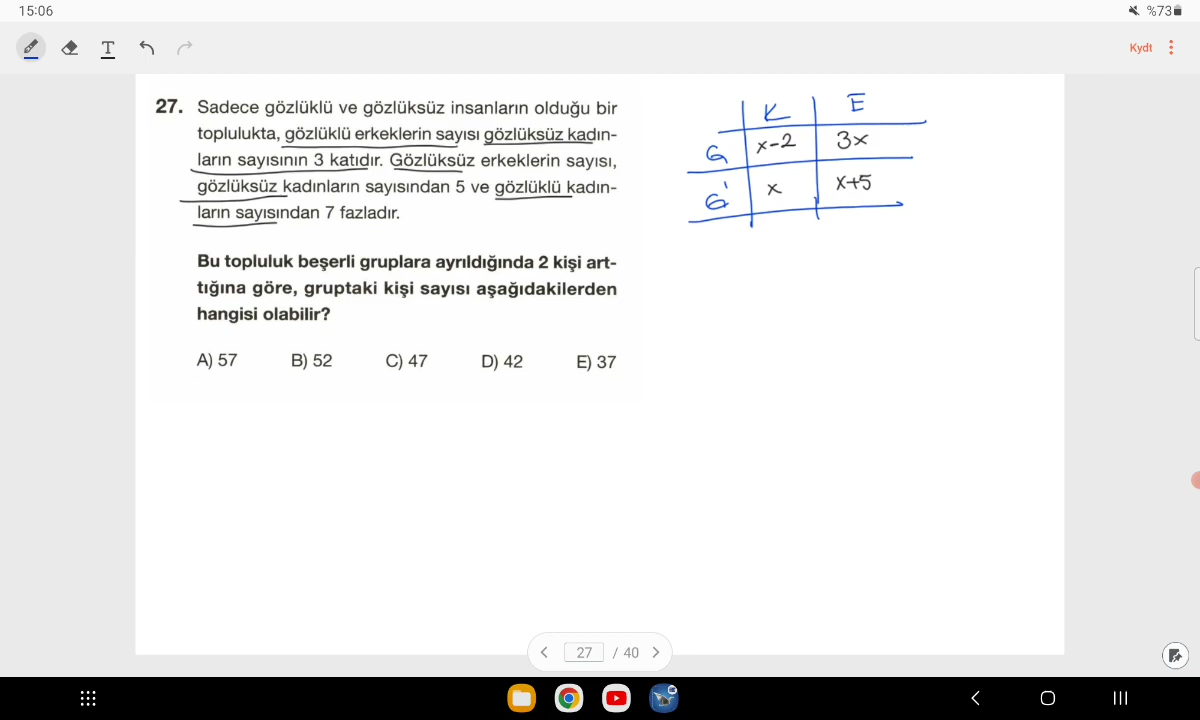 15:06
%73
T
Kydt
27. Sadece gözlüklü ve gözlüksüz insanların olduğu bir
toplulukta, gözlüklü erkeklerin sayısı gözlüksüz kadın-
ların sayısının 3 katıdır. Gözlüksüz erkeklerin sayısı,
gözlüksüz kadınların sayısından 5 ve gözlüklü kadın-
ların sayısından 7 fazladır.
Bu topluluk beşerli gruplara ayrıldığında 2 kişi art-
tığına göre, gruptaki kişi sayısı aşağıdakilerden
hangisi olabilir?
A) 57 B) 52 C) 47 D) 42 E) 37
K E
G x-2 3x
G' x x+5
27 / 40